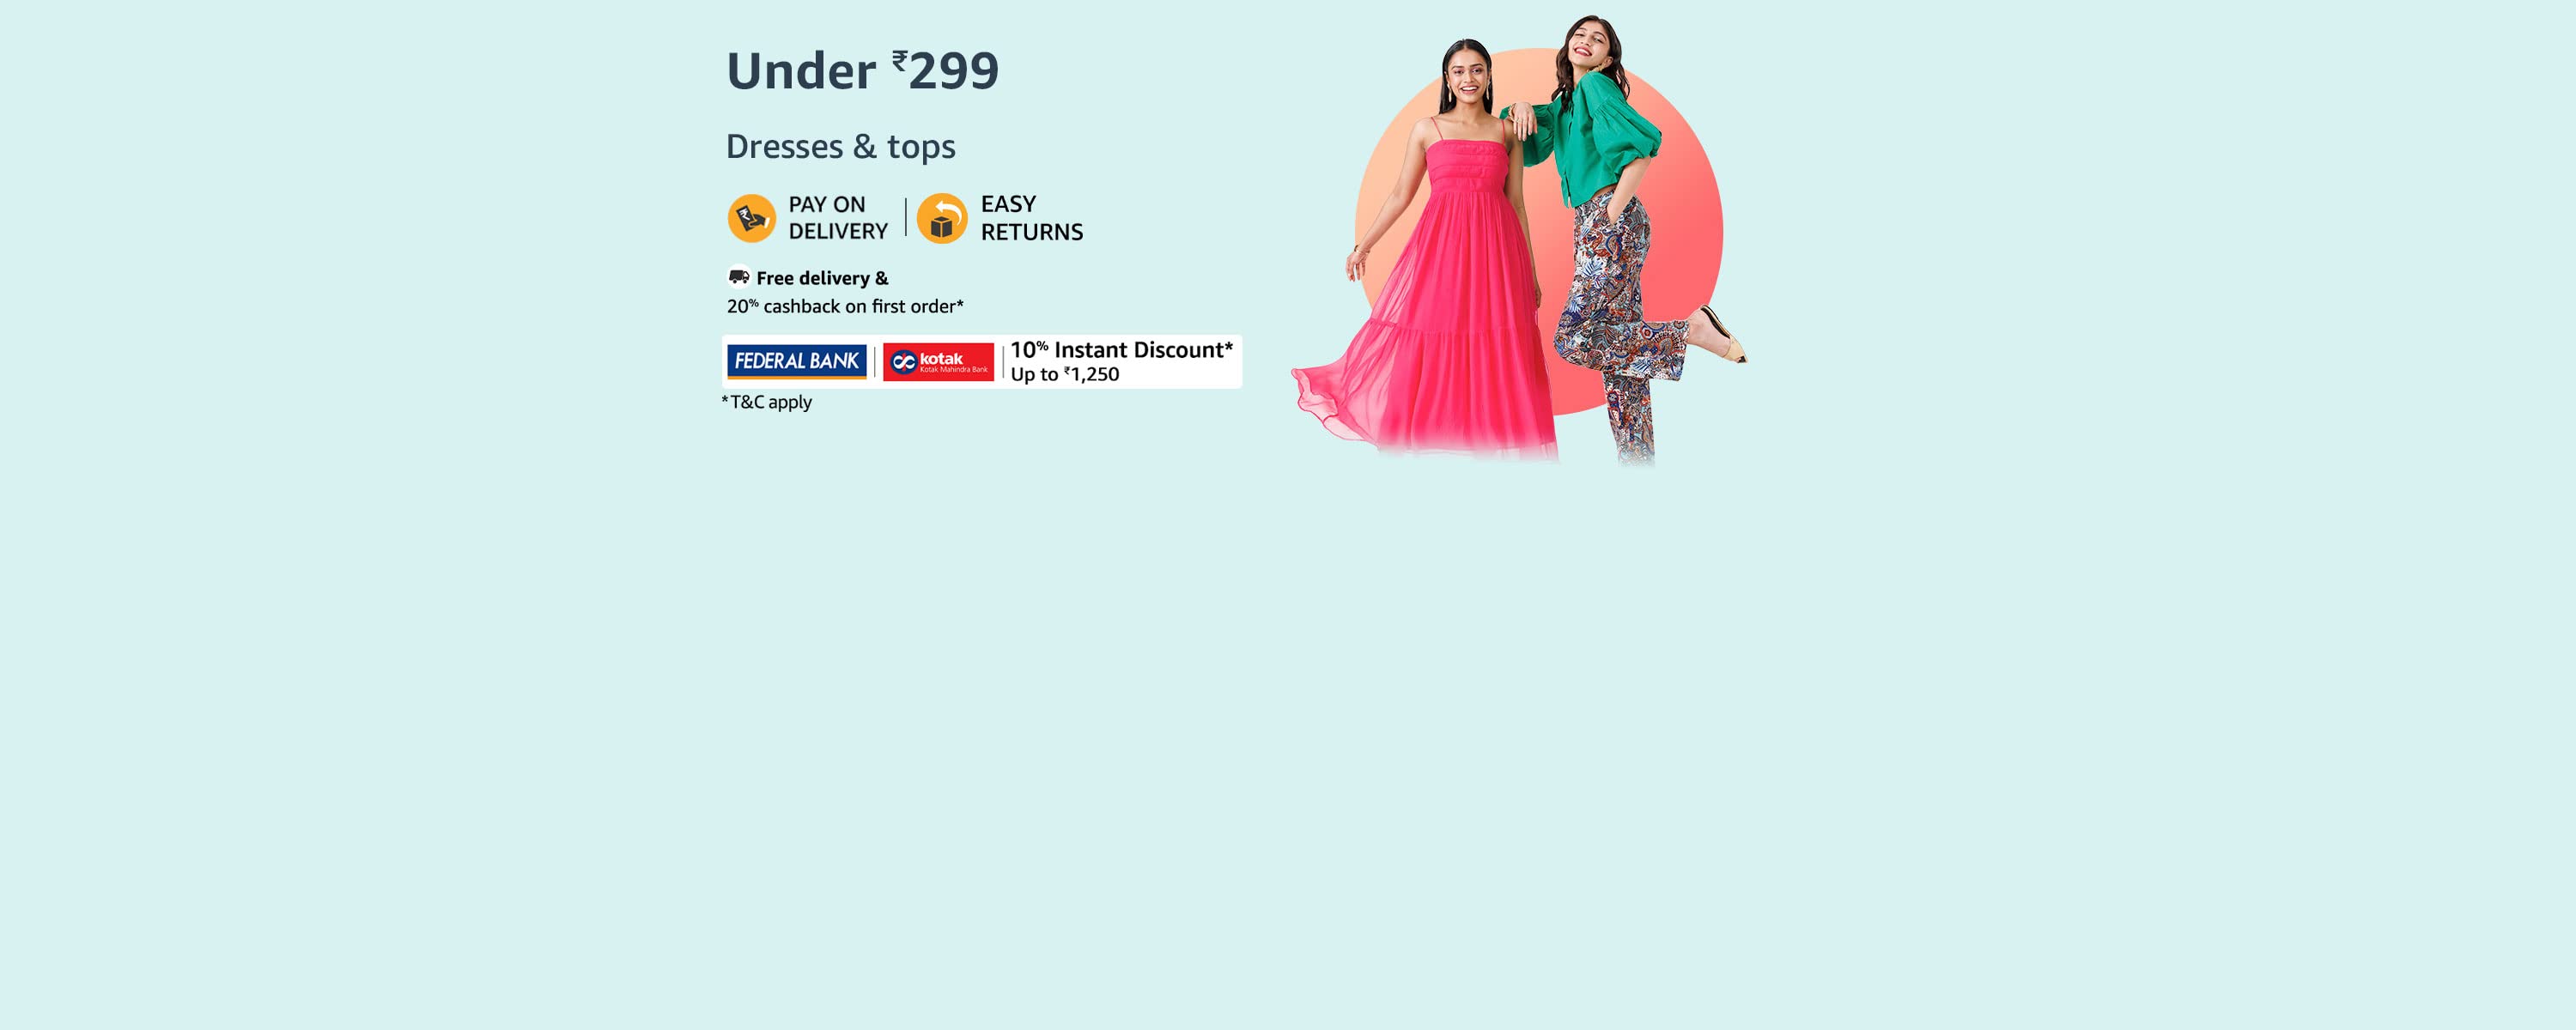 Under ₹299
Dresses & tops
PAY ON
DELIVERY
EASY
RETURNS
Free delivery &
20% cashback on first order*
FEDERAL BANK
kotak
Kotak Mahindra Bank
10% Instant Discount*
Up to ₹1,250
*T&C apply